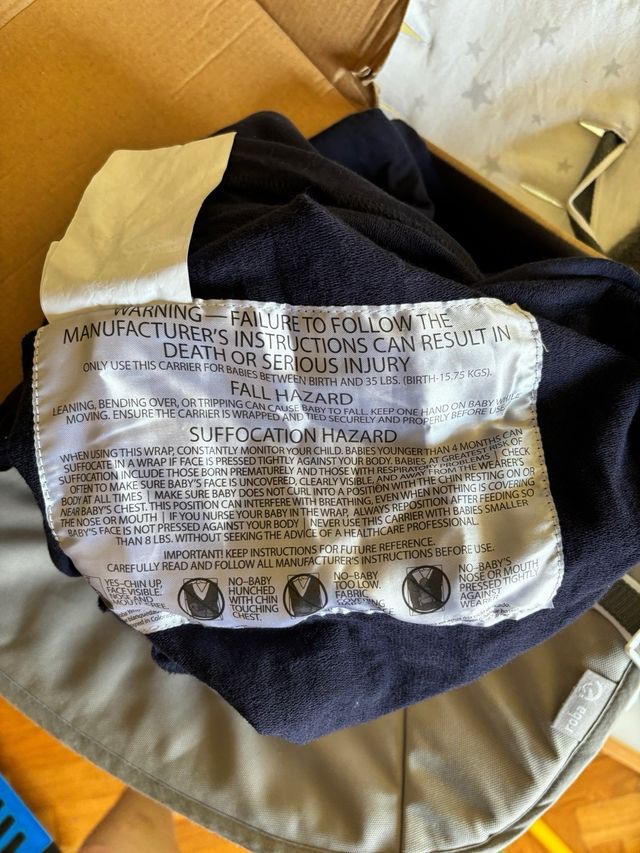 WARNING — FAILURE TO FOLLOW THE
MANUFACTURER'S INSTRUCTIONS CAN RESULT IN
DEATH OR SERIOUS INJURY
ONLY USE THIS CARRIER FOR BABIES BETWEEN BIRTH AND 35 LBS. (BIRTH-15.75 KGS).
FALL HAZARD
LEANING, BENDING OVER, OR TRIPPING CAN CAUSE BABY TO FALL. KEEP ONE HAND ON BABY WHILE
MOVING. ENSURE THE CARRIER IS WRAPPED AND TIED SECURELY AND PROPERLY BEFORE USE.
SUFFOCATION HAZARD
WHEN USING THIS WRAP, CONSTANTLY MONITOR YOUR CHILD. BABIES YOUNGER THAN 4 MONTHS CAN
SUFFOCATE IN A WRAP IF FACE IS PRESSED TIGHTLY AGAINST YOUR BODY. BABIES AT GREATEST RISK OF
SUFFOCATION INCLUDE THOSE BORN PREMATURELY AND THOSE WITH RESPIRATORY PROBLEMS CHECK
OFTEN TO MAKE SURE BABY'S FACE IS UNCOVERED, CLEARLY VISIBLE, AND AWAY FROM THE WEARER'S
BODY AT ALL TIMES | MAKE SURE BABY DOES NOT CURL INTO A POSITION WITH THE CHIN RESTING ON OR
NEAR BABY'S CHEST. THIS POSITION CAN INTERFERE WITH BREATHING, EVEN WHEN NOTHING IS COVERING
THE NOSE OR MOUTH | IF YOU NURSE YOUR BABY IN THE WRAP, ALWAYS REPOSITION AFTER FEEDING SO
BABY'S FACE IS NOT PRESSED AGAINST YOUR BODY | NEVER USE THIS CARRIER WITH BABIES SMALLER
THAN 8 LBS. WITHOUT SEEKING THE ADVICE OF A HEALTHCARE PROFESSIONAL.
IMPORTANT! KEEP INSTRUCTIONS FOR FUTURE REFERENCE.
CAREFULLY READ AND FOLLOW ALL MANUFACTURER'S INSTRUCTIONS BEFORE USE.
YES–CHIN UP,
FACE VISIBLE,
NOSE AND
MOUTH FREE.
NO–BABY
HUNCHED
WITH CHIN
TOUCHING
CHEST.
NO–BABY
TOO LOW.
FABRIC
COVERING
NO–BABY'S
NOSE OR MOUTH
PRESSED TIGHTLY
AGAINST
roba